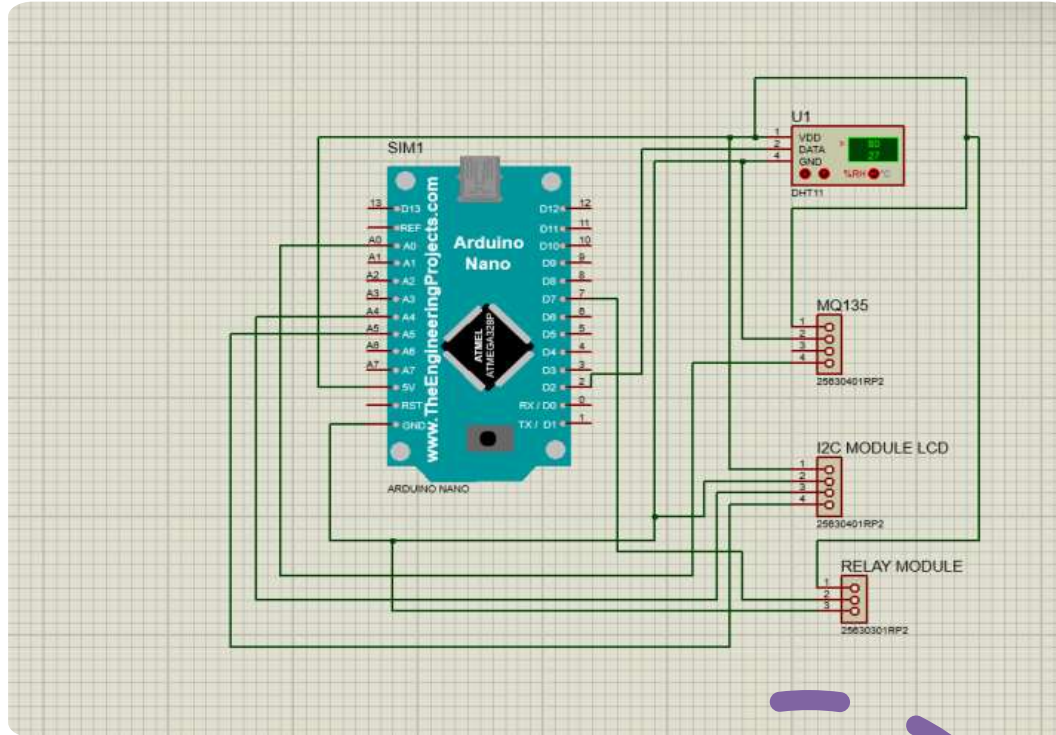 SIM1
13
D13
REF
A0
A0
A1
A1
A2
A2
A3
A3
A4
A4
A5
A5
A6
A7
A7
5V
RST
GND
www.TheEngineeringProjects.com
Arduino
Nano
ATMEL
ATMEGA328P
D12
12
D11
11
D10
10
D9
9
D8
8
D7
7
D6
6
D5
5
D4
4
D3
3
D2
2
RX / D0
0
TX / D1
1
ARDUINO NANO
U1
1
VDD
2
DATA
4
GND
>
80
27
%RH
°C
DHT11
MQ135
1
2
3
4
25630401RP2
I2C MODULE LCD
1
2
3
4
25630401RP2
RELAY MODULE
1
2
3
25630301RP2